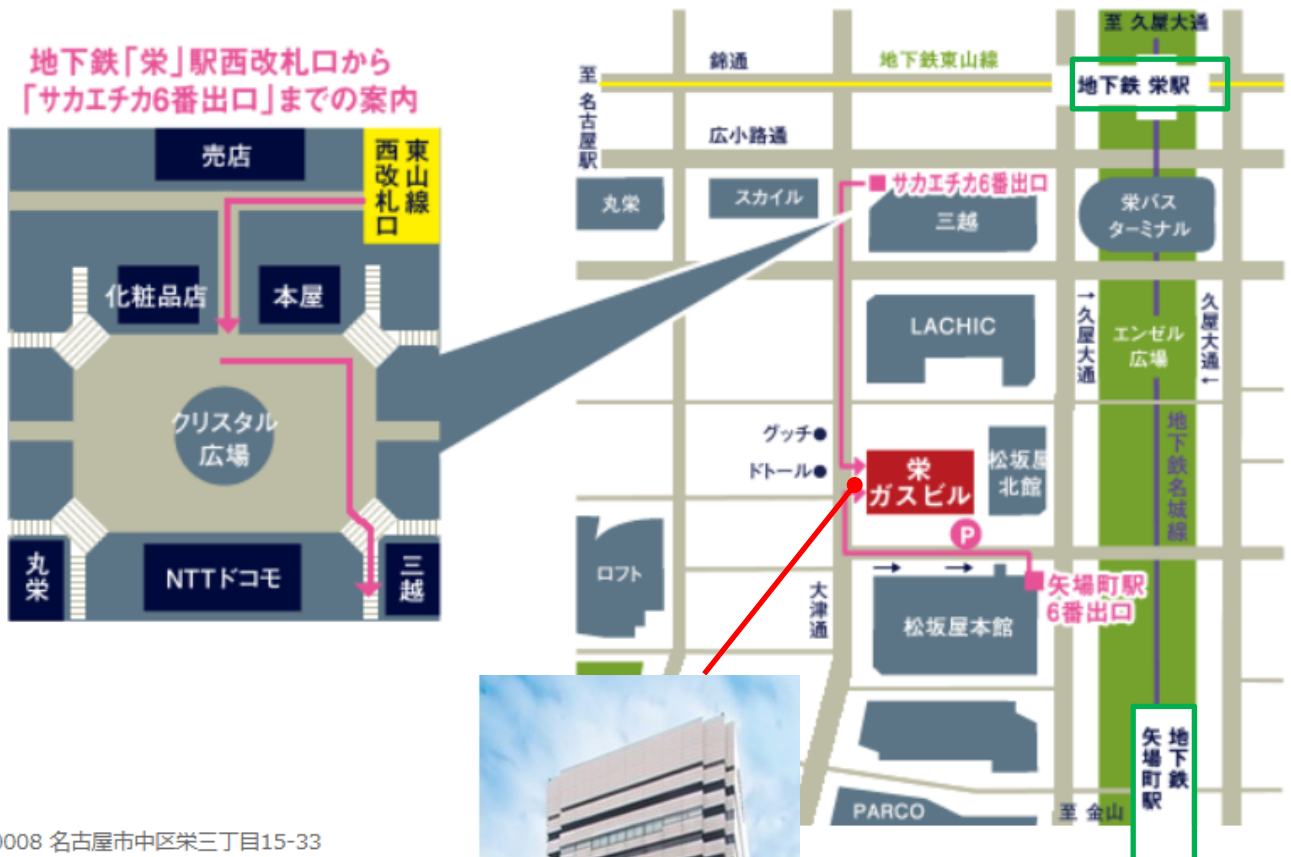 地下鉄「栄」駅西改札口から
「サカエチカ6番出口」までの案内
売店
東山線
西改札口
化粧品店
本屋
クリスタル
広場
丸栄
NTTドコモ
三越
至 久屋大通
錦通
地下鉄東山線
至 名古屋駅
地下鉄 栄駅
広小路通
サカエチカ6番出口
丸栄
スカイル
三越
栄バス
ターミナル
LACHIC
→久屋大通
エンゼル
広場
久屋大通←
グッチ●
ドトール●
栄
ガスビル
松坂屋
北館
地下鉄名城線
P
ロフト
大津通
→ →
矢場町駅
6番出口
松坂屋本館
地下鉄
矢場町駅
PARCO
至 金山
0008 名古屋市中区栄三丁目15-33